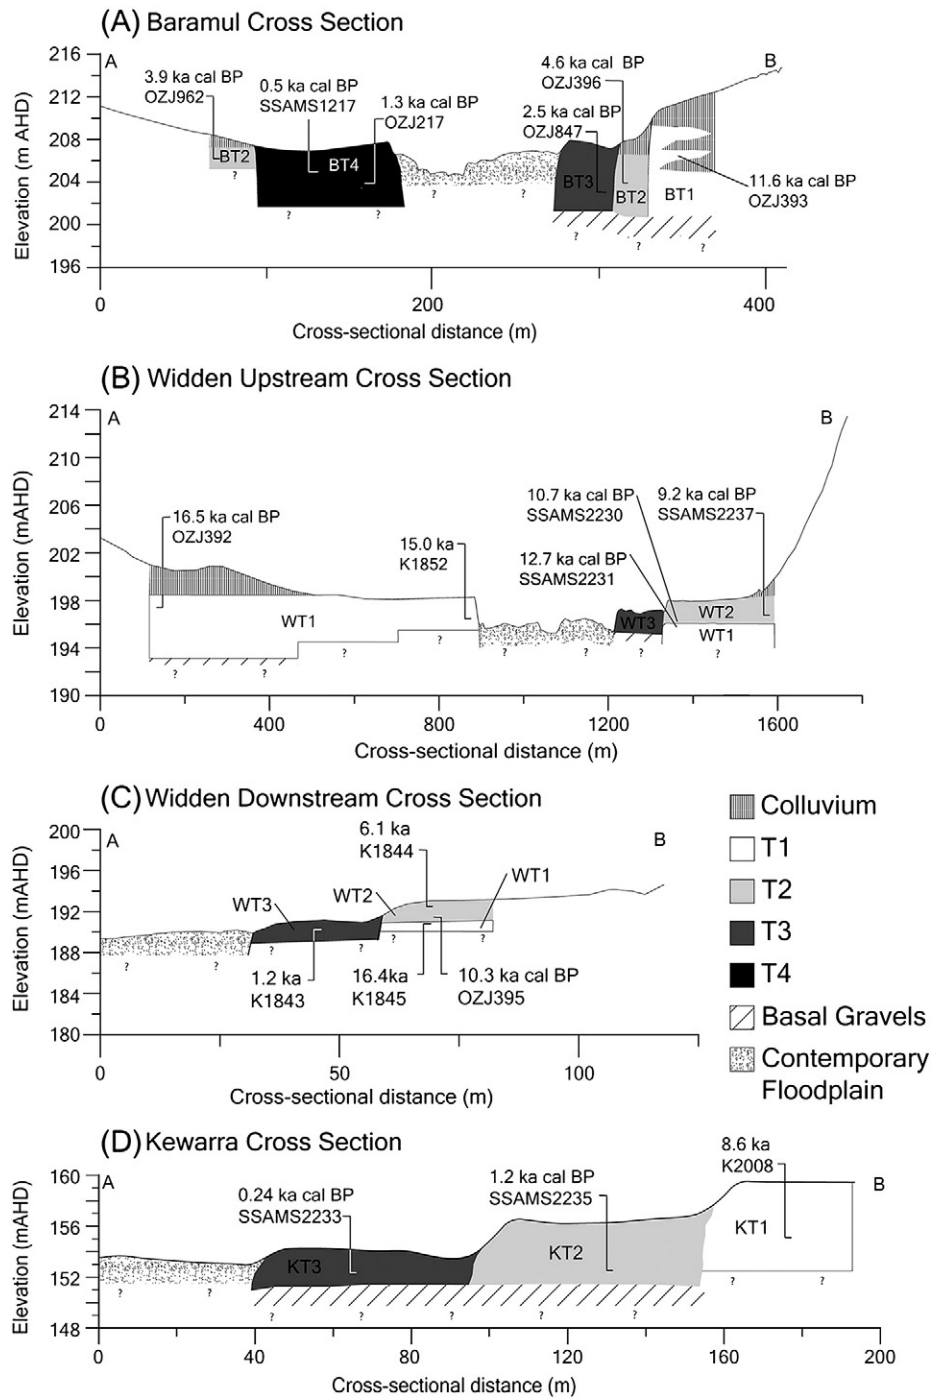 (A) Baramul Cross Section
216
212
208
204
200
196
Elevation (m AHD)
A
B
3.9 ka cal BP
OZJ962
0.5 ka cal BP
SSAMS1217
1.3 ka cal BP
OZJ217
4.6 ka cal BP
OZJ396
2.5 ka cal BP
OZJ847
11.6 ka cal BP
OZJ393
BT2
BT4
BT3
BT2
BT1
? ? ? ? ? ? ? ?
0 200 400
Cross-sectional distance (m)
(B) Widden Upstream Cross Section
214
210
206
202
198
194
190
Elevation (mAHD)
A
B
16.5 ka cal BP
OZJ392
15.0 ka
K1852
10.7 ka cal BP
SSAMS2230
9.2 ka cal BP
SSAMS2237
12.7 ka cal BP
SSAMS2231
WT1
WT3
WT2
WT1
? ? ? ? ? ? ? ?
0 400 800 1200 1600
Cross-sectional distance (m)
(C) Widden Downstream Cross Section
200
196
192
188
184
180
Elevation (mAHD)
A
B
6.1 ka
K1844
WT3
WT2
WT1
1.2 ka
K1843
16.4ka
K1845
10.3 ka cal BP
OZJ395
? ? ? ? ? ?
0 50 100
Cross-sectional distance (m)
Colluvium
T1
T2
T3
T4
Basal Gravels
Contemporary
Floodplain
(D) Kewarra Cross Section
160
156
152
148
Elevation (mAHD)
A
B
0.24 ka cal BP
SSAMS2233
1.2 ka cal BP
SSAMS2235
8.6 ka
K2008
KT3
KT2
KT1
? ? ? ? ? ? ? ? ?
0 40 80 120 160 200
Cross-sectional distance (m)